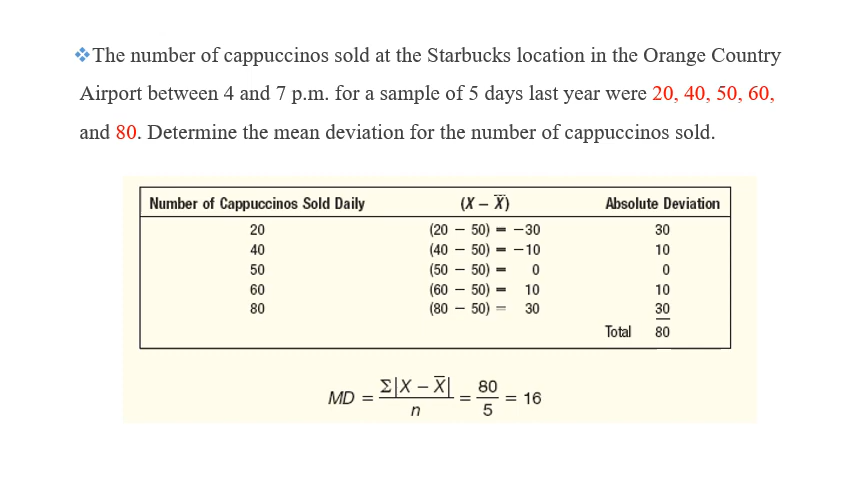 ❖The number of cappuccinos sold at the Starbucks location in the Orange Country
Airport between 4 and 7 p.m. for a sample of 5 days last year were 20, 40, 50, 60,
and 80. Determine the mean deviation for the number of cappuccinos sold.
Number of Cappuccinos Sold Daily (X – X̅) Absolute Deviation
20 (20 – 50) = –30 30
40 (40 – 50) = –10 10
50 (50 – 50) = 0 0
60 (60 – 50) = 10 10
80 (80 – 50) = 30 30
Total 80
MD = Σ|X – X̅| / n = 80 / 5 = 16